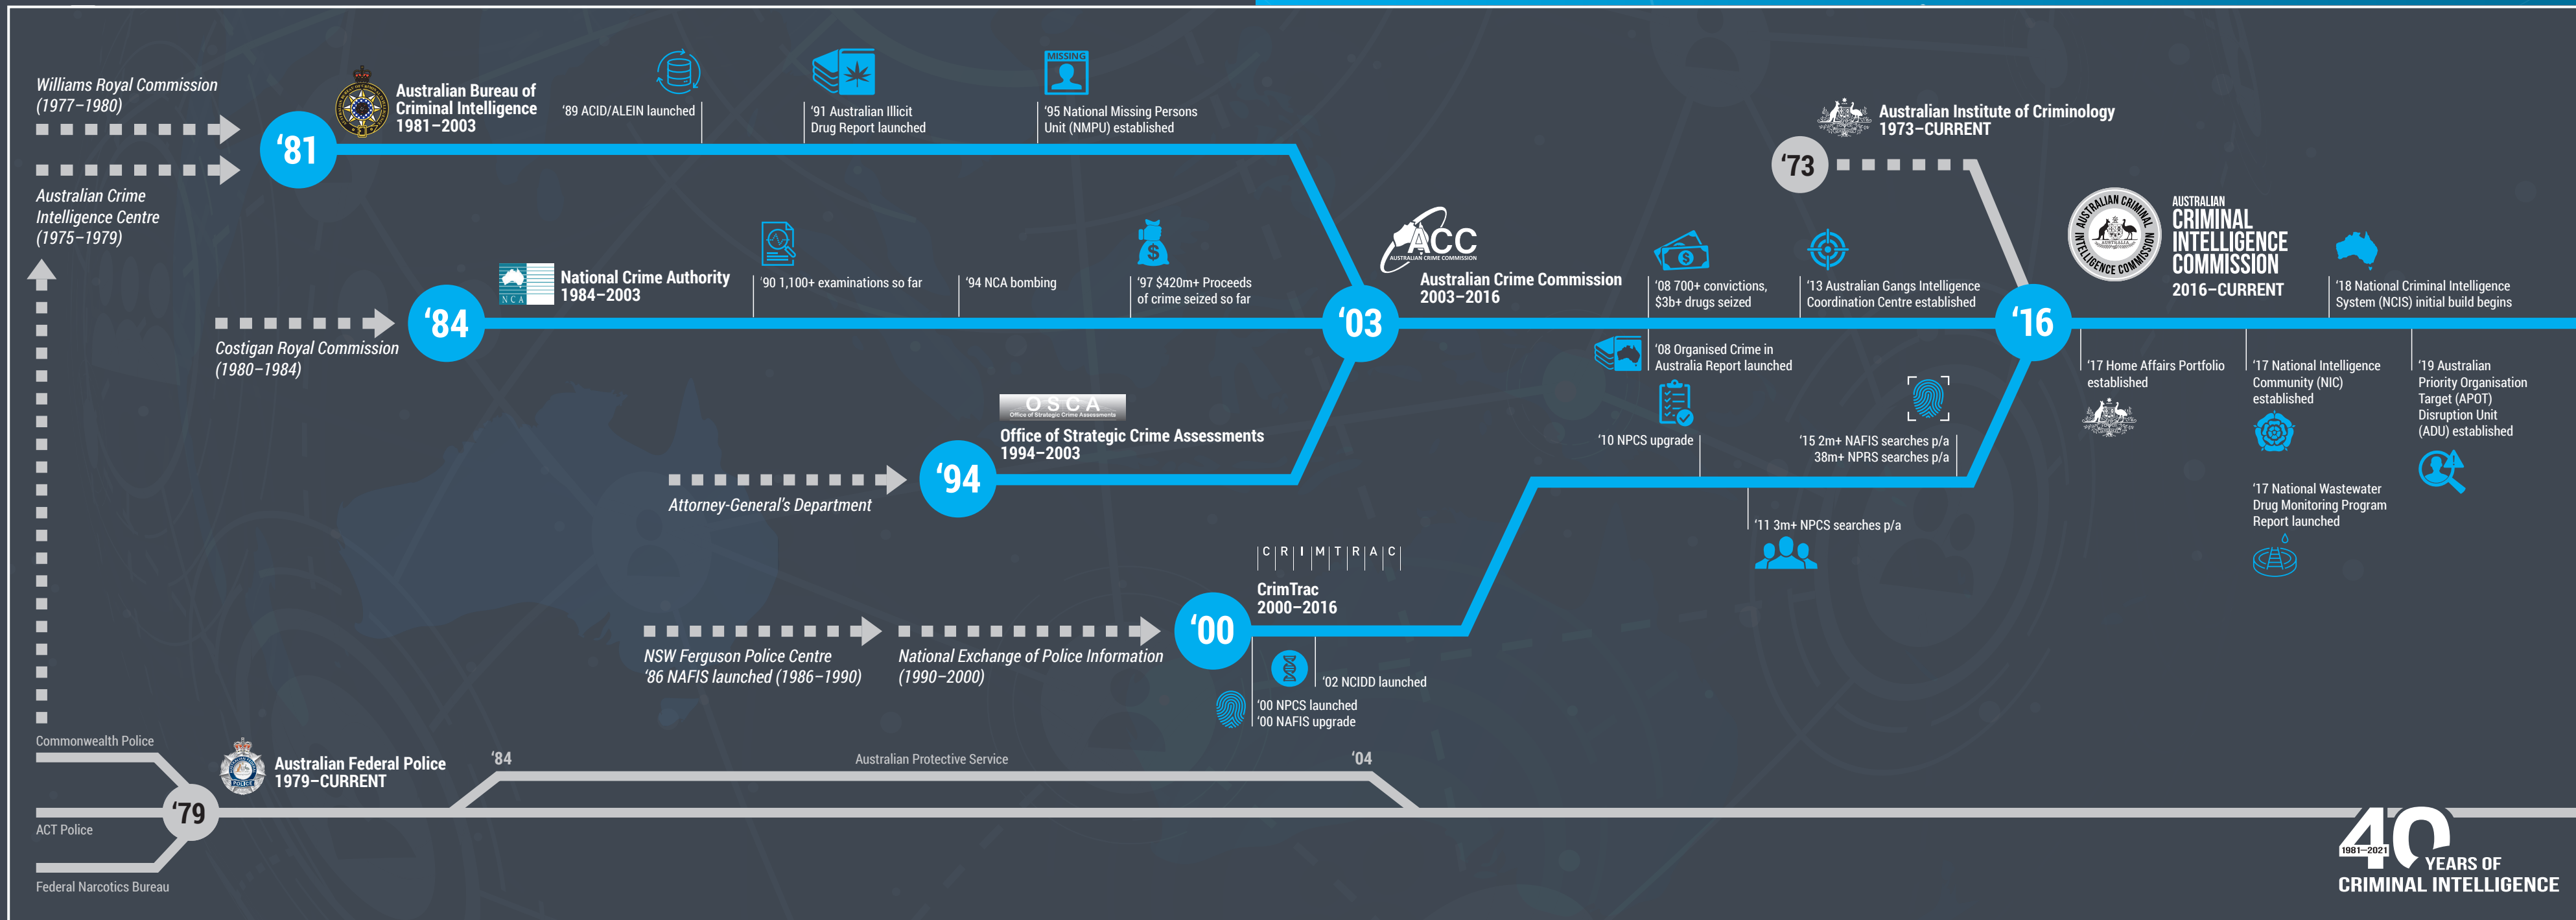 Williams Royal Commission
(1977–1980)
Australian Crime
Intelligence Centre
(1975–1979)
‘81
Australian Bureau of
Criminal Intelligence
1981–2003
‘89 ACID/ALEIN launched
‘91 Australian Illicit
Drug Report launched
MISSING
‘95 National Missing Persons
Unit (NMPU) established
Costigan Royal Commission
(1980–1984)
‘84
NCA
National Crime Authority
1984–2003
‘90 1,100+ examinations so far
‘94 NCA bombing
$
‘97 $420m+ Proceeds
of crime seized so far
Attorney-General’s Department
‘94
OSCA
Office of Strategic Crime Assessments
Office of Strategic Crime Assessments
1994–2003
‘03
ACC
AUSTRALIAN CRIME COMMISSION
Australian Crime Commission
2003–2016
$
‘08 700+ convictions,
$3b+ drugs seized
‘13 Australian Gangs Intelligence
Coordination Centre established
‘08 Organised Crime in
Australia Report launched
‘10 NPCS upgrade
‘15 2m+ NAFIS searches p/a
38m+ NPRS searches p/a
‘11 3m+ NPCS searches p/a
NSW Ferguson Police Centre
‘86 NAFIS launched (1986–1990)
National Exchange of Police Information
(1990–2000)
‘00
CRIMTRAC
CrimTrac
2000–2016
‘02 NCIDD launched
‘00 NPCS launched
‘00 NAFIS upgrade
Australian Institute of Criminology
1973–CURRENT
‘73
‘16
AUSTRALIAN CRIMINAL INTELLIGENCE COMMISSION
AUSTRALIAN
CRIMINAL
INTELLIGENCE
COMMISSION
2016–CURRENT
‘18 National Criminal Intelligence
System (NCIS) initial build begins
‘17 Home Affairs Portfolio
established
‘17 National Intelligence
Community (NIC)
established
‘17 National Wastewater
Drug Monitoring Program
Report launched
‘19 Australian
Priority Organisation
Target (APOT)
Disruption Unit
(ADU) established
Commonwealth Police
ACT Police
Federal Narcotics Bureau
‘79
Australian Federal Police
1979–CURRENT
‘84
Australian Protective Service
‘04
40
1981–2021
YEARS OF
CRIMINAL INTELLIGENCE